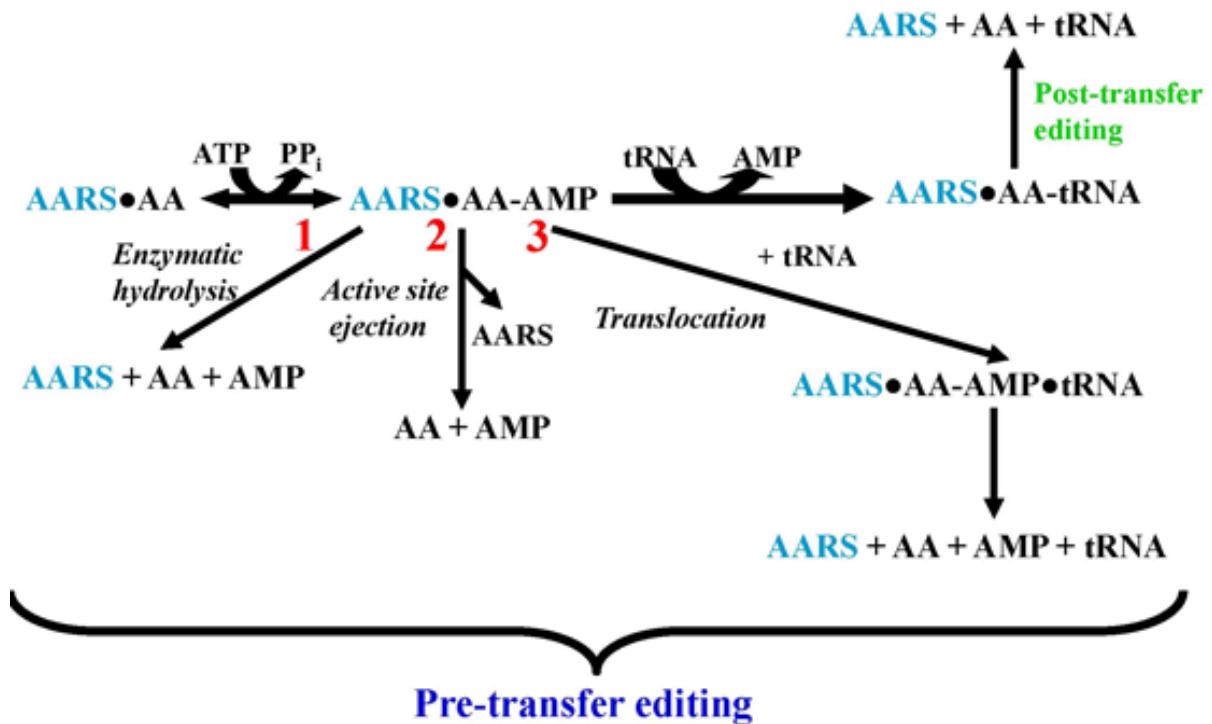 AARS + AA + tRNA
Post-transfer
editing
ATP PPi
tRNA AMP
AARS●AA
AARS●AA-AMP
AARS●AA-tRNA
1 2 3
Enzymatic
hydrolysis
Active site
ejection
AARS
+ tRNA
Translocation
AARS + AA + AMP
AA + AMP
AARS●AA-AMP●tRNA
AARS + AA + AMP + tRNA
Pre-transfer editing